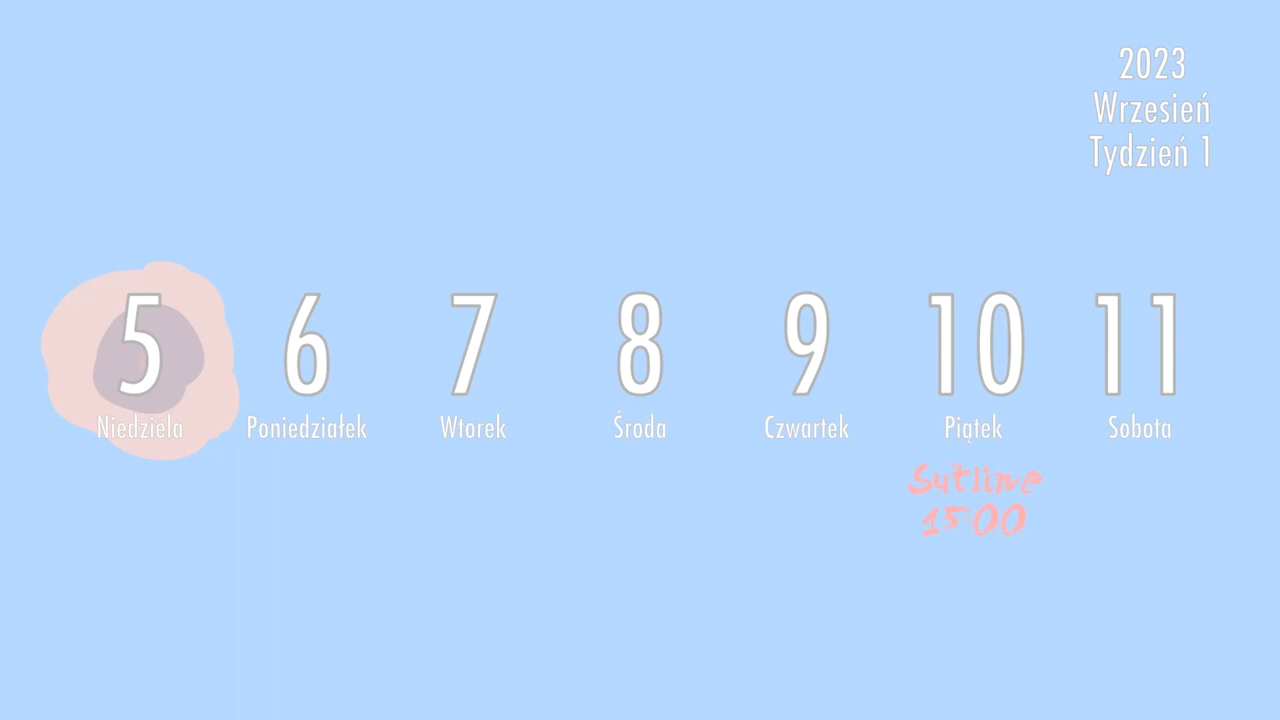 2023
Wrzesień
Tydzień 1
5 6 7 8 9 10 11
Niedziela Poniedziałek Wtorek Środa Czwartek Piątek Sobota
Sutline
15:00